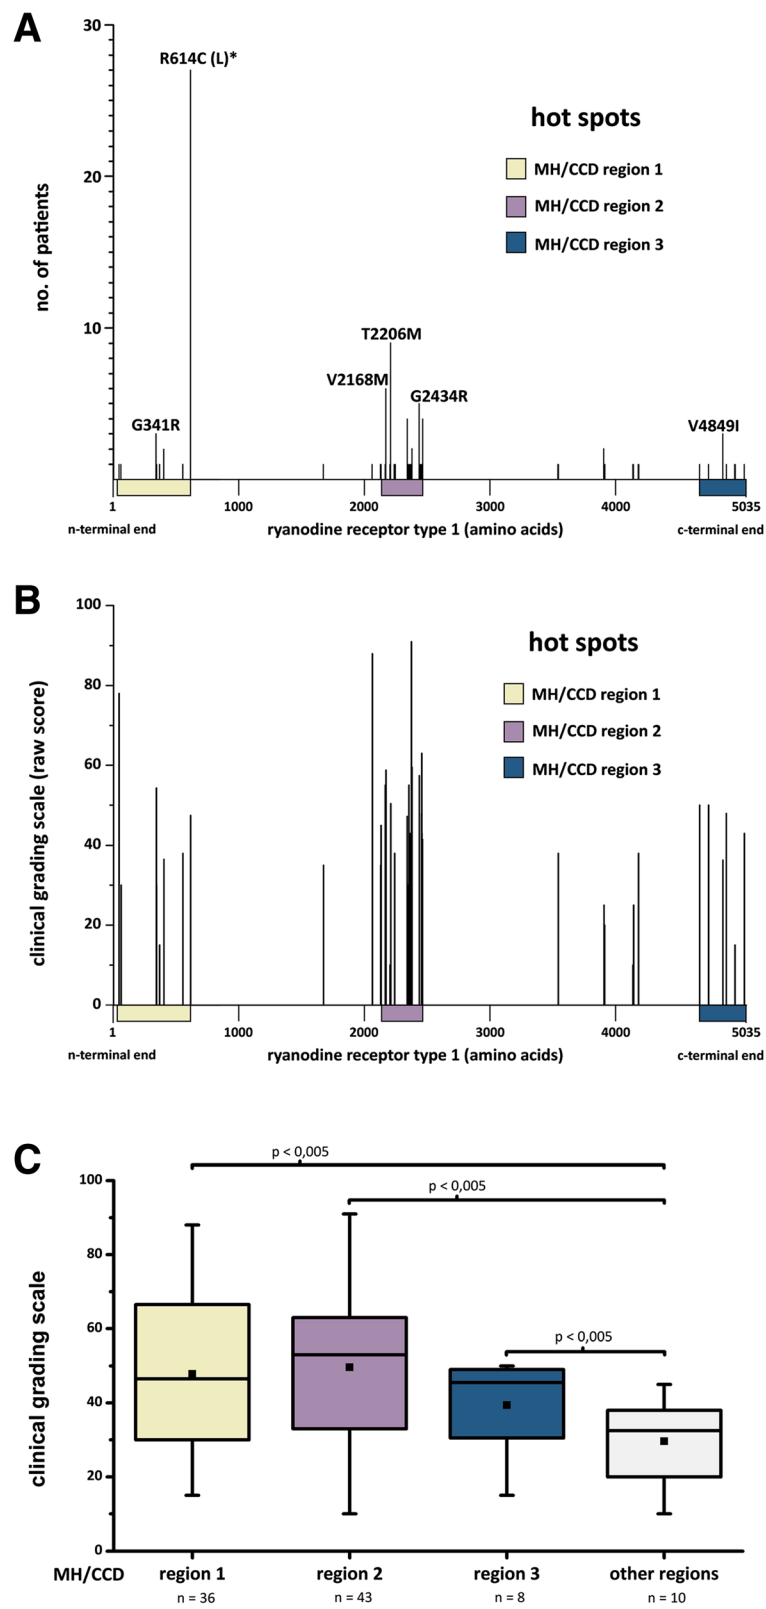 A
30
R614C (L)*
hot spots
MH/CCD region 1
20
MH/CCD region 2
MH/CCD region 3
no. of patients
10
T2206M
V2168M
G2434R
G341R
V4849I
0
1 1000 2000 3000 4000 5035
n-terminal end ryanodine receptor type 1 (amino acids) c-terminal end
B
100
hot spots
80
MH/CCD region 1
MH/CCD region 2
60
MH/CCD region 3
clinical grading scale (raw score)
40
20
0
1 1000 2000 3000 4000 5035
n-terminal end ryanodine receptor type 1 (amino acids) c-terminal end
C
p < 0,005
100
p < 0,005
80
60
p < 0,005
clinical grading scale
40
20
0
MH/CCD region 1 region 2 region 3 other regions
n = 36 n = 43 n = 8 n = 10